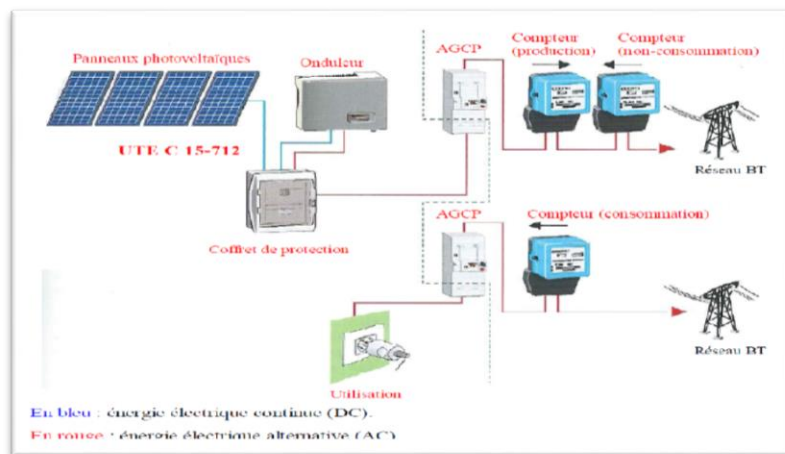 AGCP
Compteur
(production)
Compteur
(non-consommation)
Panneaux photovoltaïques
Onduleur
UTE C 15-712
Réseau BT
AGCP
Compteur (consommation)
Coffret de protection
Réseau BT
Utilisation
En bleu : énergie électrique continue (DC).
En rouge : énergie électrique alternative (AC)